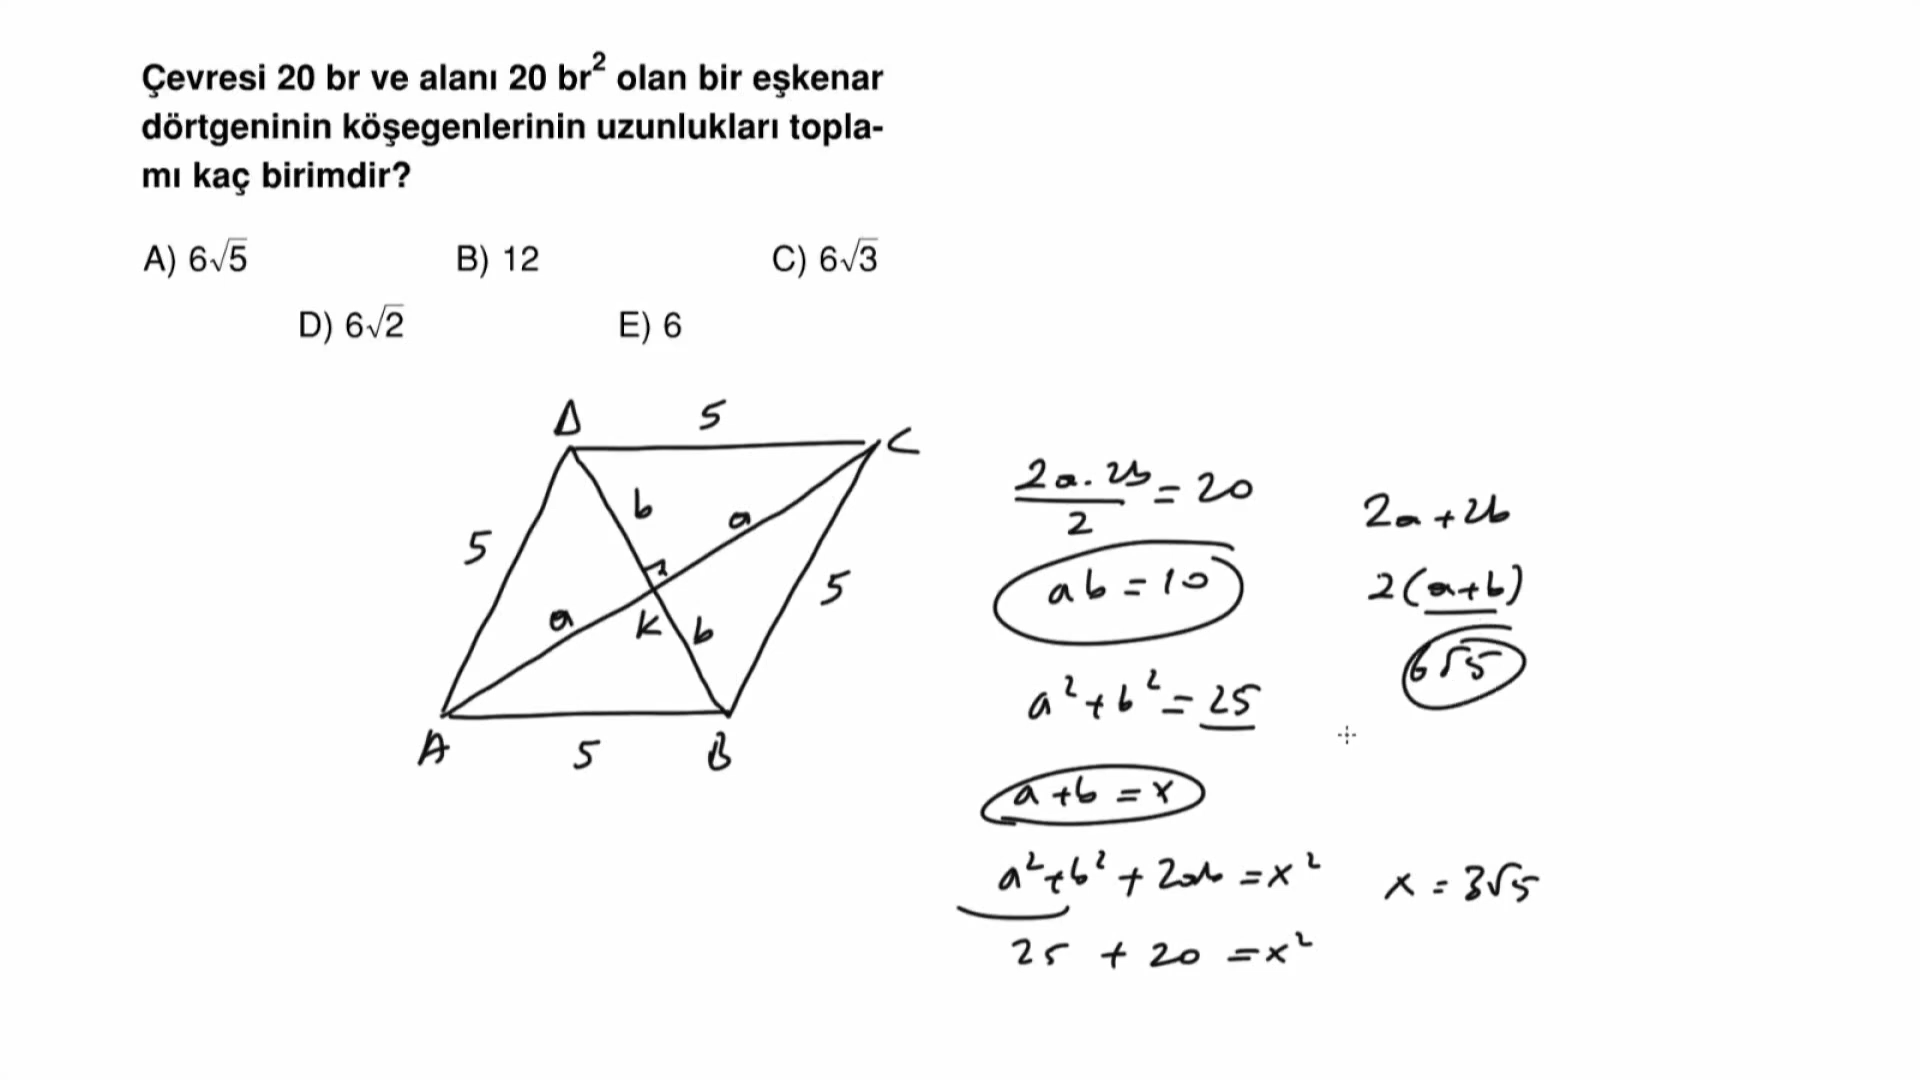 Çevresi 20 br ve alanı 20 br² olan bir eşkenar
dörtgeninin köşegenlerinin uzunlukları topla-
mı kaç birimdir?
A) 6√5 B) 12 C) 6√3
D) 6√2 E) 6
D 5 C
b a
5
5
a K b
A 5 B
2a.2b/2 = 20
ab = 10
a² + b² = 25
a + b = x
a² + b² + 2ab = x²
25 + 20 = x²
2a + 2b
2(a+b)
6√5
x = 3√5